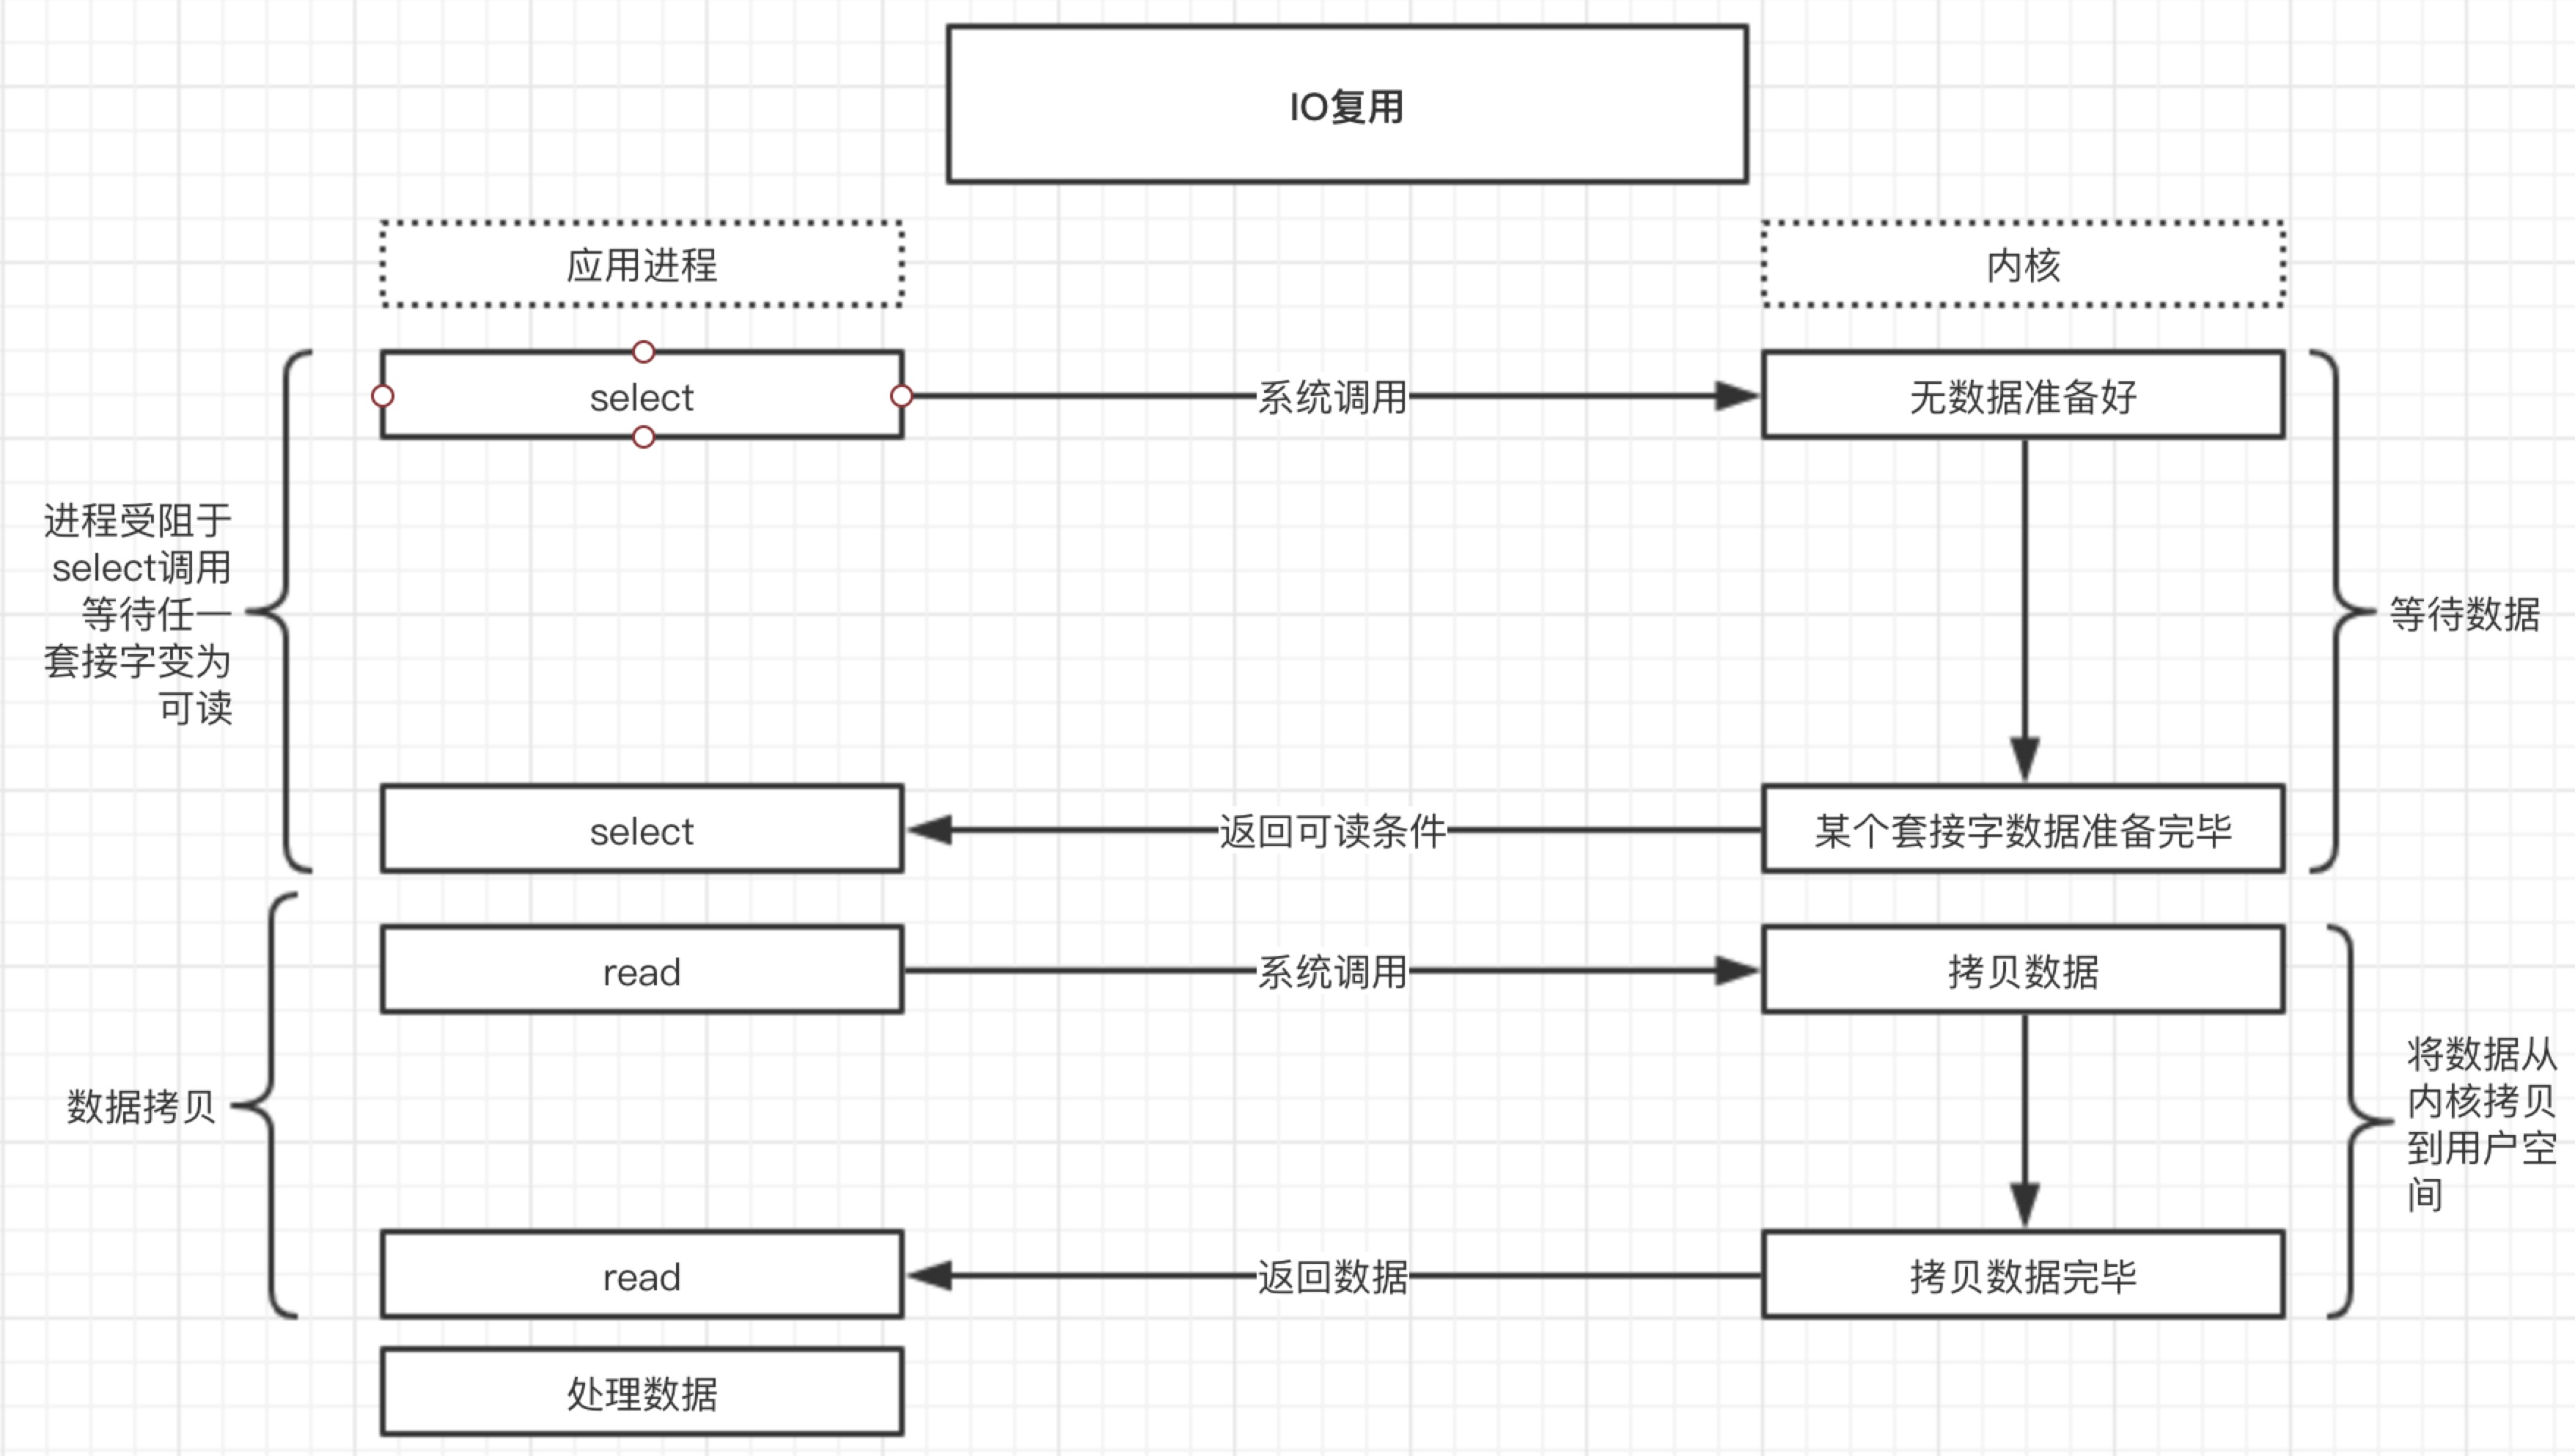 IO复用
应用进程
内核
select
系统调用
无数据准备好
进程受阻于
select调用
等待任一
套接字变为
可读
等待数据
select
返回可读条件
某个套接字数据准备完毕
read
系统调用
拷贝数据
数据拷贝
将数据从
内核拷贝
到用户空
间
read
返回数据
拷贝数据完毕
处理数据